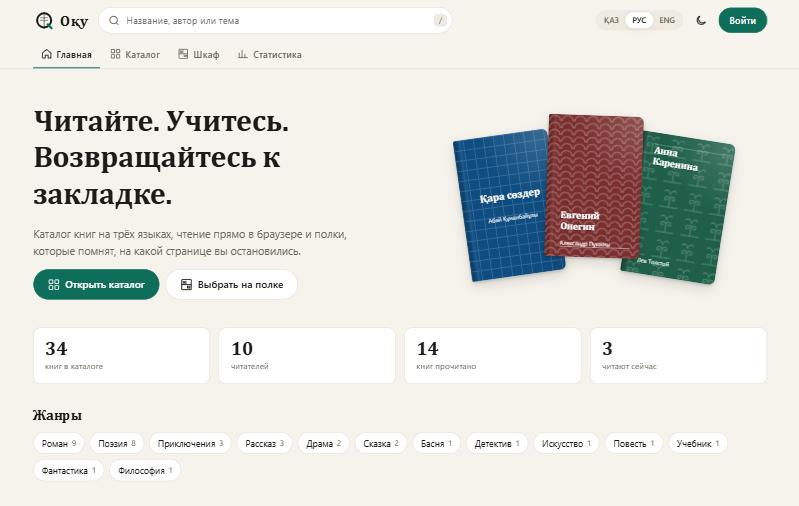 Оқу
Название, автор или тема /
ҚАЗ РУС ENG
Войти
Главная Каталог Шкаф Статистика
Читайте. Учитесь.
Возвращайтесь к
закладке.
Каталог книг на трёх языках, чтение прямо в браузере и полки,
которые помнят, на какой странице вы остановились.
Открыть каталог Выбрать на полке
Қара сөздер
Абай Құнанбайұлы
Евгений
Онегин
Александр Пушкин
Анна
Каренина
Лев Толстой
34
книг в каталоге
10
читателей
14
книг прочитано
3
читают сейчас
Жанры
Роман 9 Поэзия 8 Приключения 3 Рассказ 3 Драма 2 Сказка 2 Басня 1 Детектив 1 Искусство 1 Повесть 1 Учебник 1
Фантастика 1 Философия 1